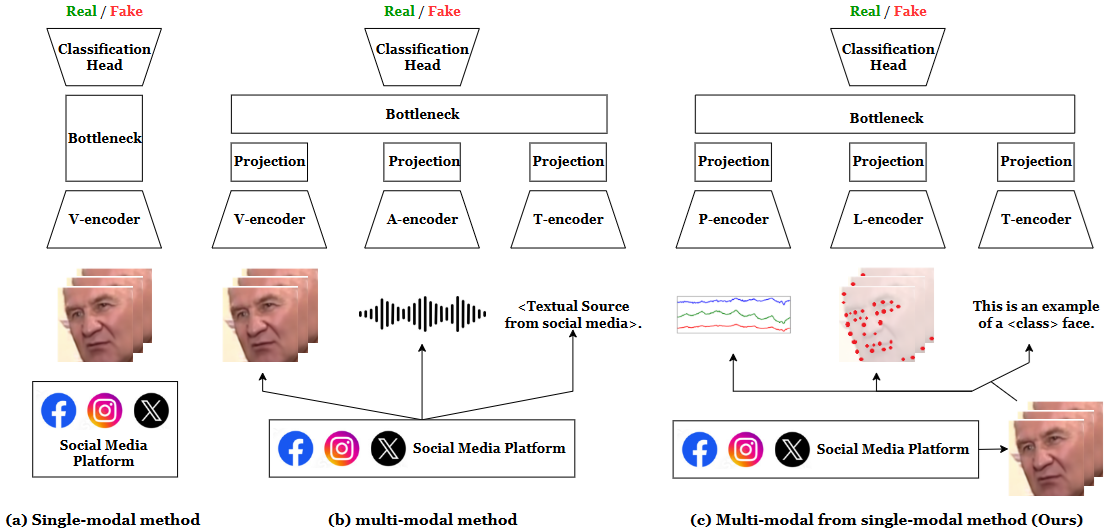 Real / Fake
Classification
Head
Bottleneck
V-encoder
Social Media
Platform
(a) Single-modal method
Real / Fake
Classification
Head
Bottleneck
Projection
Projection
Projection
V-encoder
A-encoder
T-encoder
<Textual Source
from social media>.
Social Media Platform
(b) multi-modal method
Real / Fake
Classification
Head
Bottleneck
Projection
Projection
Projection
P-encoder
L-encoder
T-encoder
This is an example
of a <class> face.
Social Media Platform
(c) Multi-modal from single-modal method (Ours)